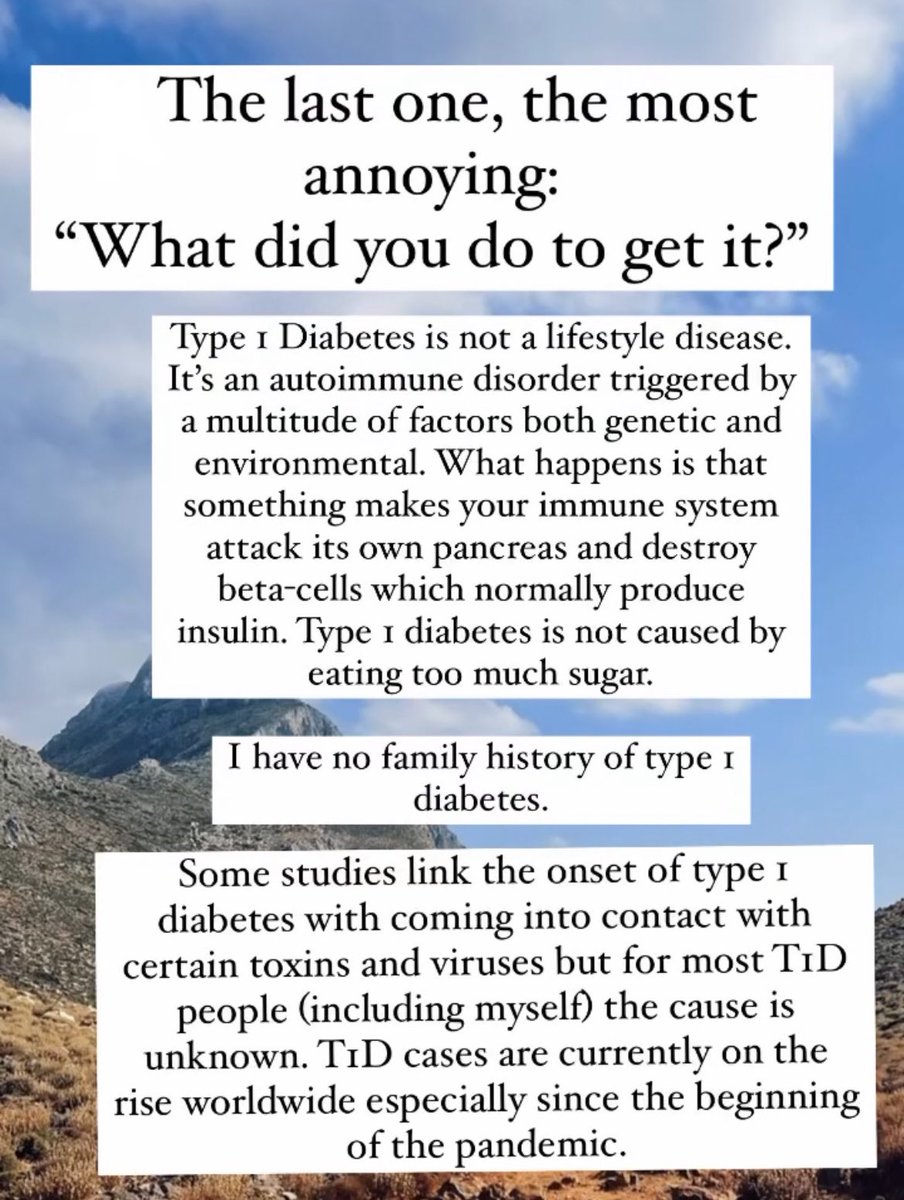 The last one, the most
annoying:
“What did you do to get it?”
Type 1 Diabetes is not a lifestyle disease.
It’s an autoimmune disorder triggered by
a multitude of factors both genetic and
environmental. What happens is that
something makes your immune system
attack its own pancreas and destroy
beta-cells which normally produce
insulin. Type 1 diabetes is not caused by
eating too much sugar.
I have no family history of type 1
diabetes.
Some studies link the onset of type 1
diabetes with coming into contact with
certain toxins and viruses but for most T1D
people (including myself) the cause is
unknown. T1D cases are currently on the
rise worldwide especially since the beginning
of the pandemic.